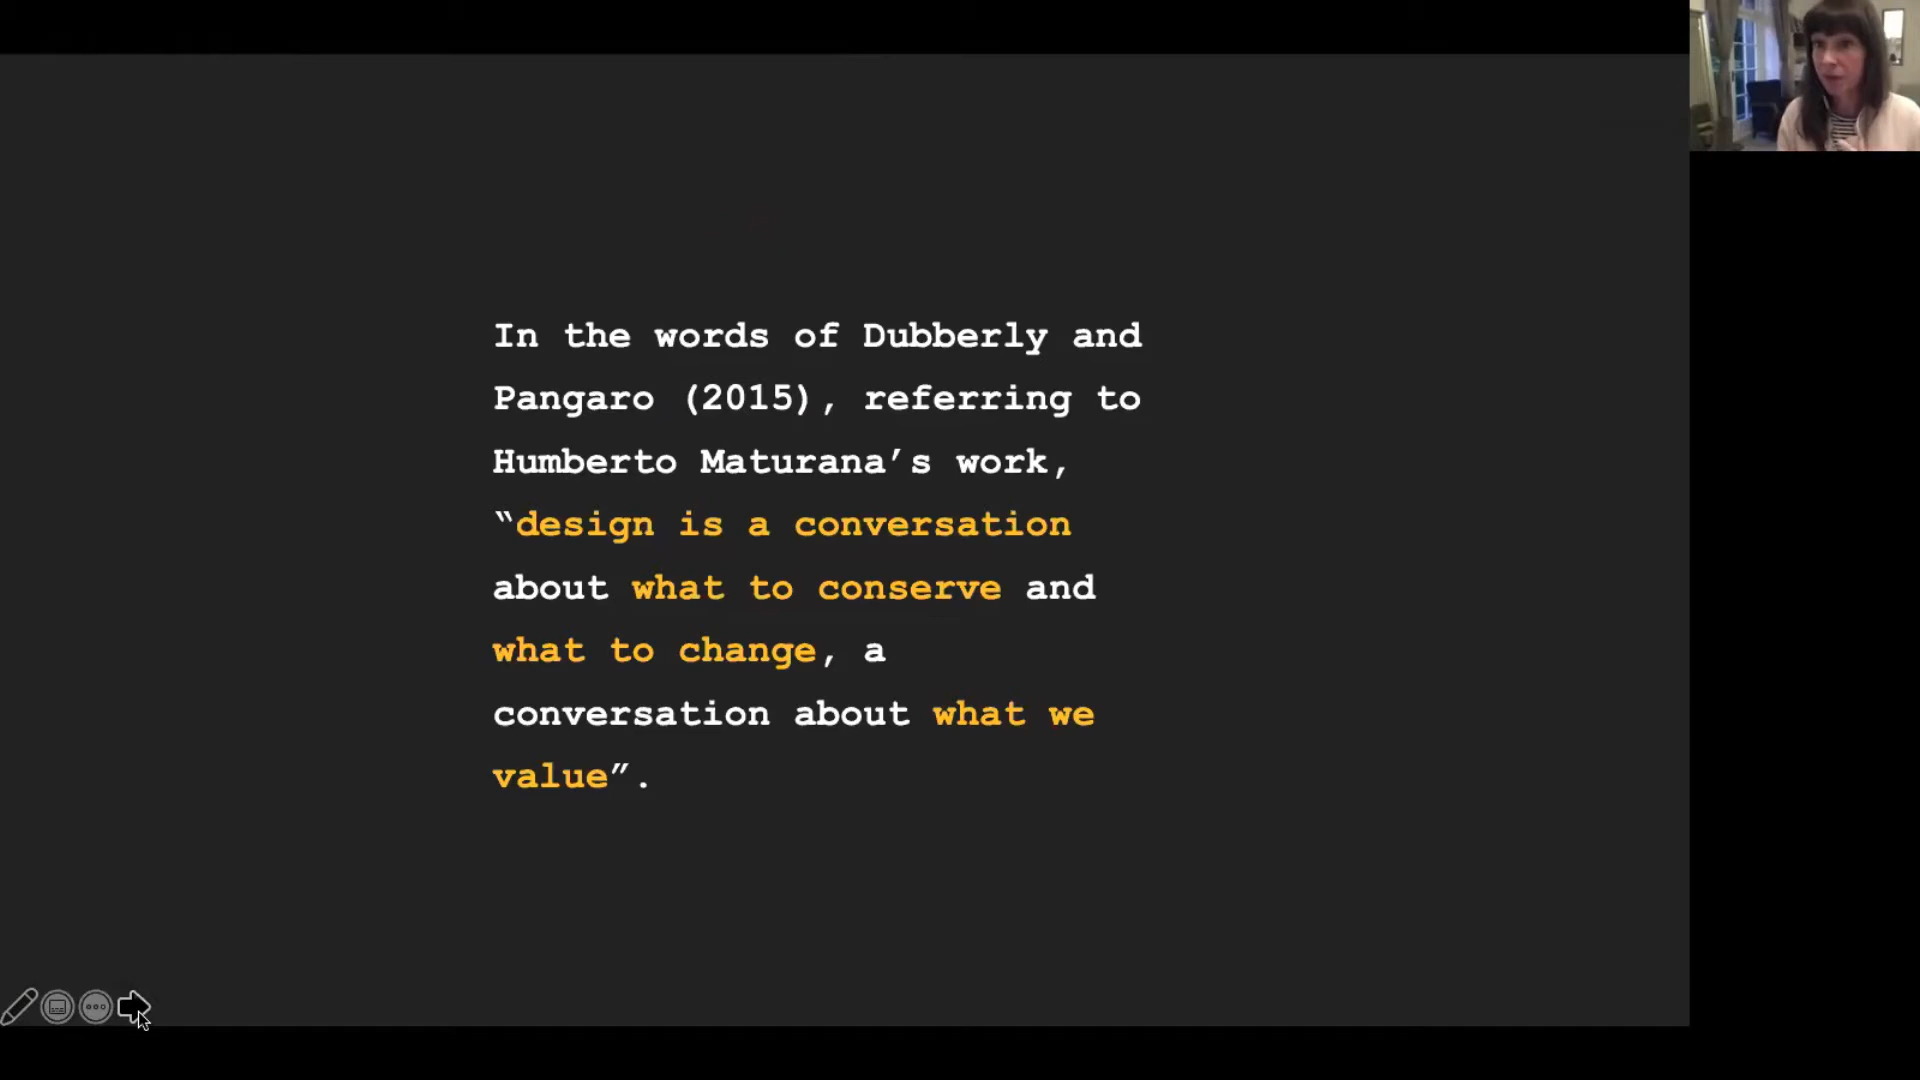 In the words of Dubberly and
Pangaro (2015), referring to
Humberto Maturana’s work,
“design is a conversation
about what to conserve and
what to change, a
conversation about what we
value”.